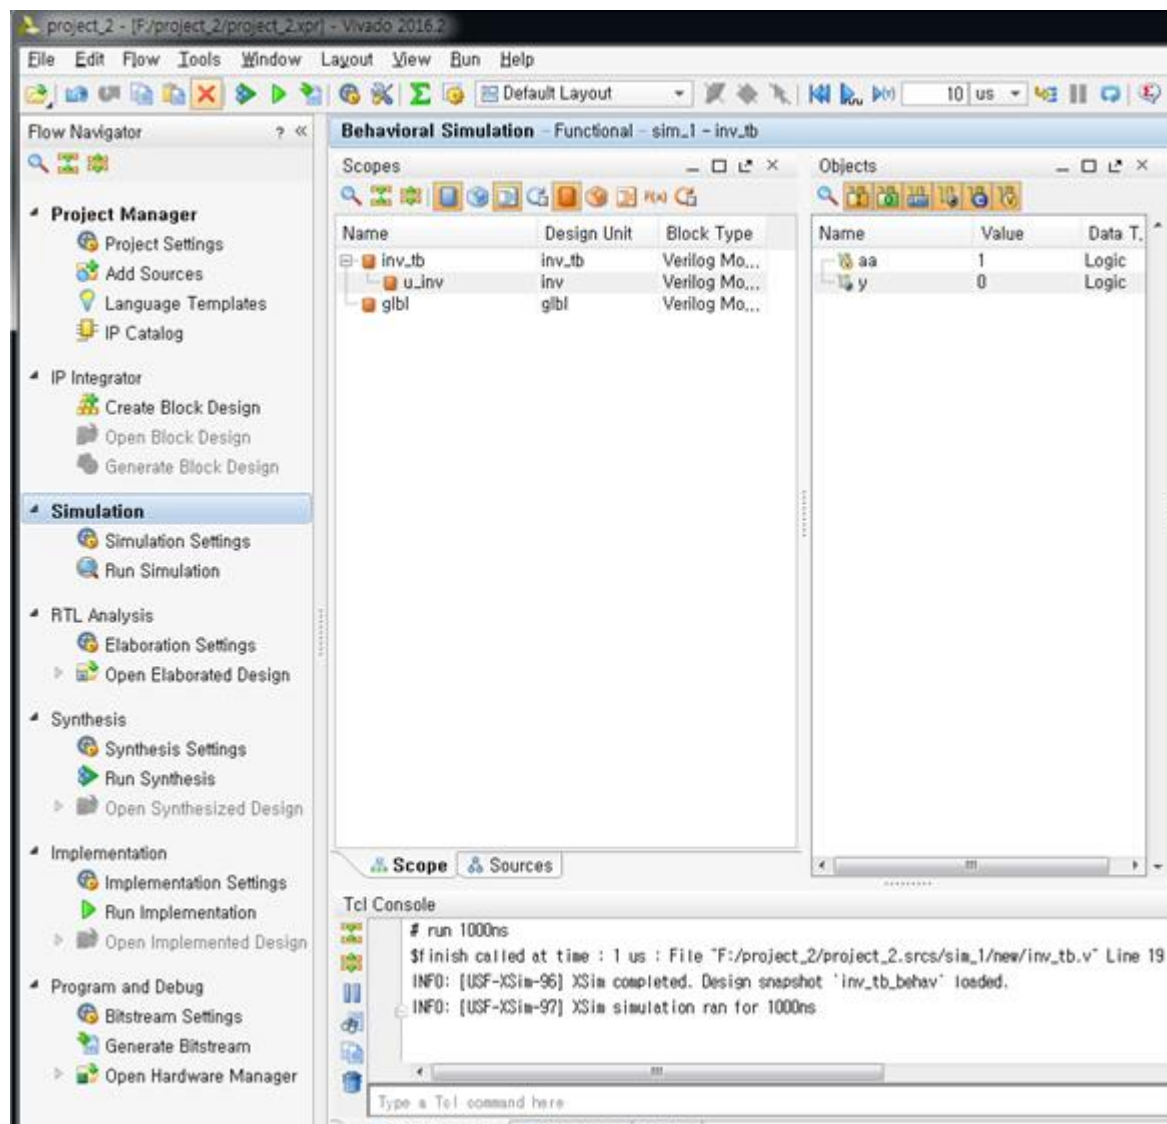 project_2 - [F:/project_2/project_2.xpr] - Vivado 2016.2
File Edit Flow Tools Window Layout View Run Help
Default Layout
10 us
Flow Navigator ? «
Project Manager
Project Settings
Add Sources
Language Templates
IP Catalog
IP Integrator
Create Block Design
Open Block Design
Generate Block Design
Simulation
Simulation Settings
Run Simulation
RTL Analysis
Elaboration Settings
Open Elaborated Design
Synthesis
Synthesis Settings
Run Synthesis
Open Synthesized Design
Implementation
Implementation Settings
Run Implementation
Open Implemented Design
Program and Debug
Bitstream Settings
Generate Bitstream
Open Hardware Manager
Behavioral Simulation - Functional - sim_1 - inv_tb
Scopes
Name Design Unit Block Type
inv_tb inv_tb Verilog Mo...
u_inv inv Verilog Mo...
glbl glbl Verilog Mo...
Scope Sources
Objects
Name Value Data T.
aa 1 Logic
y 0 Logic
Tcl Console
# run 1000ns
$finish called at time : 1 us : File "F:/project_2/project_2.srcs/sim_1/new/inv_tb.v" Line 19
INFO: [USF-XSim-96] XSim completed. Design snapshot 'inv_tb_behav' loaded.
INFO: [USF-XSim-97] XSim simulation ran for 1000ns
Type a Tcl command here